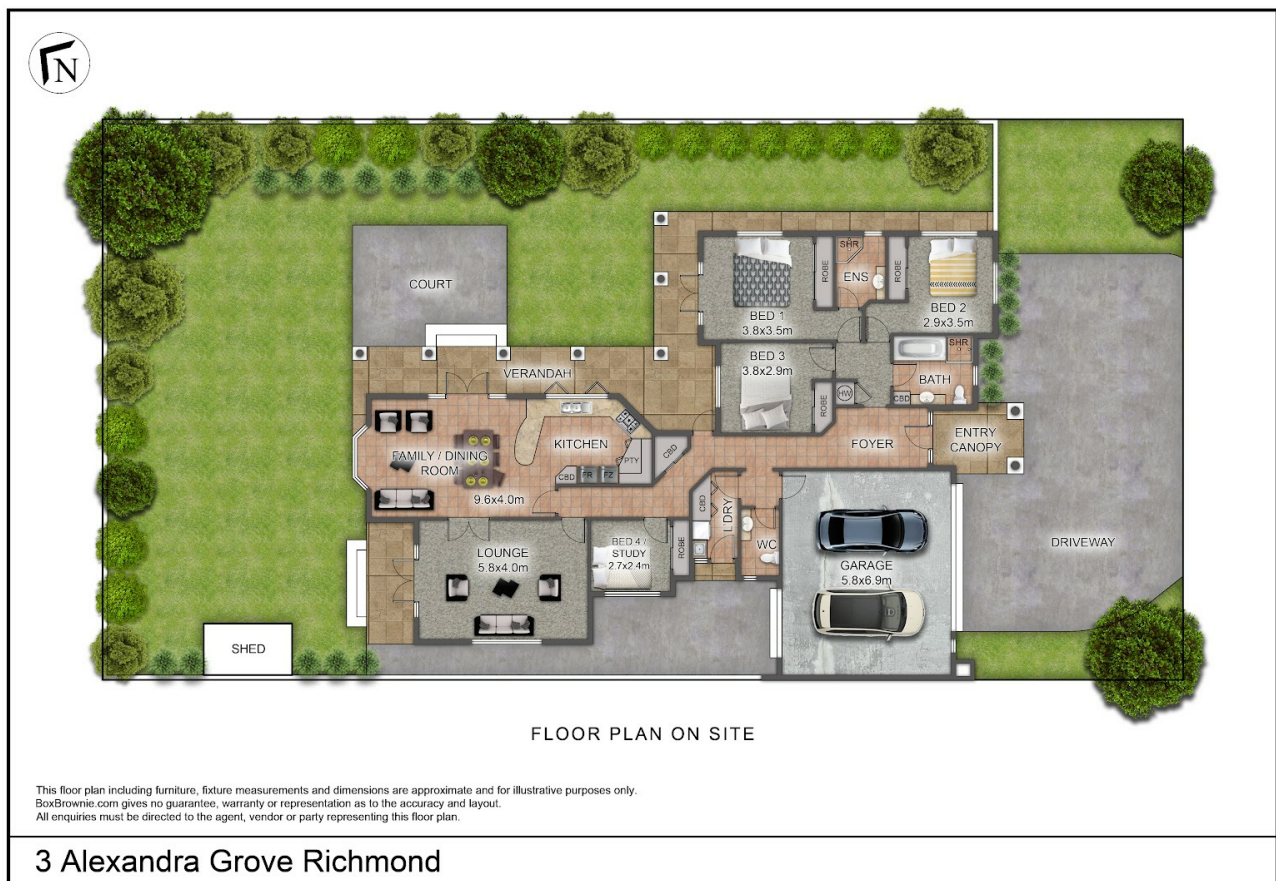 N
COURT
VERANDAH
BED 1
3.8x3.5m
ROBE
SHR
ENS
ROBE
BED 2
2.9x3.5m
BED 3
3.8x2.9m
ROBE
HW
SHR
BATH
CBD
FAMILY / DINING
ROOM
9.6x4.0m
KITCHEN
CBD
FR
FZ
PTY
CBD
FOYER
ENTRY
CANOPY
LOUNGE
5.8x4.0m
BED 4 /
STUDY
2.7x2.4m
ROBE
CBD
L'DRY
WC
GARAGE
5.8x6.9m
DRIVEWAY
SHED
FLOOR PLAN ON SITE
This floor plan including furniture, fixture measurements and dimensions are approximate and for illustrative purposes only.
BoxBrownie.com gives no guarantee, warranty or representation as to the accuracy and layout.
All enquiries must be directed to the agent, vendor or party representing this floor plan.
3 Alexandra Grove Richmond